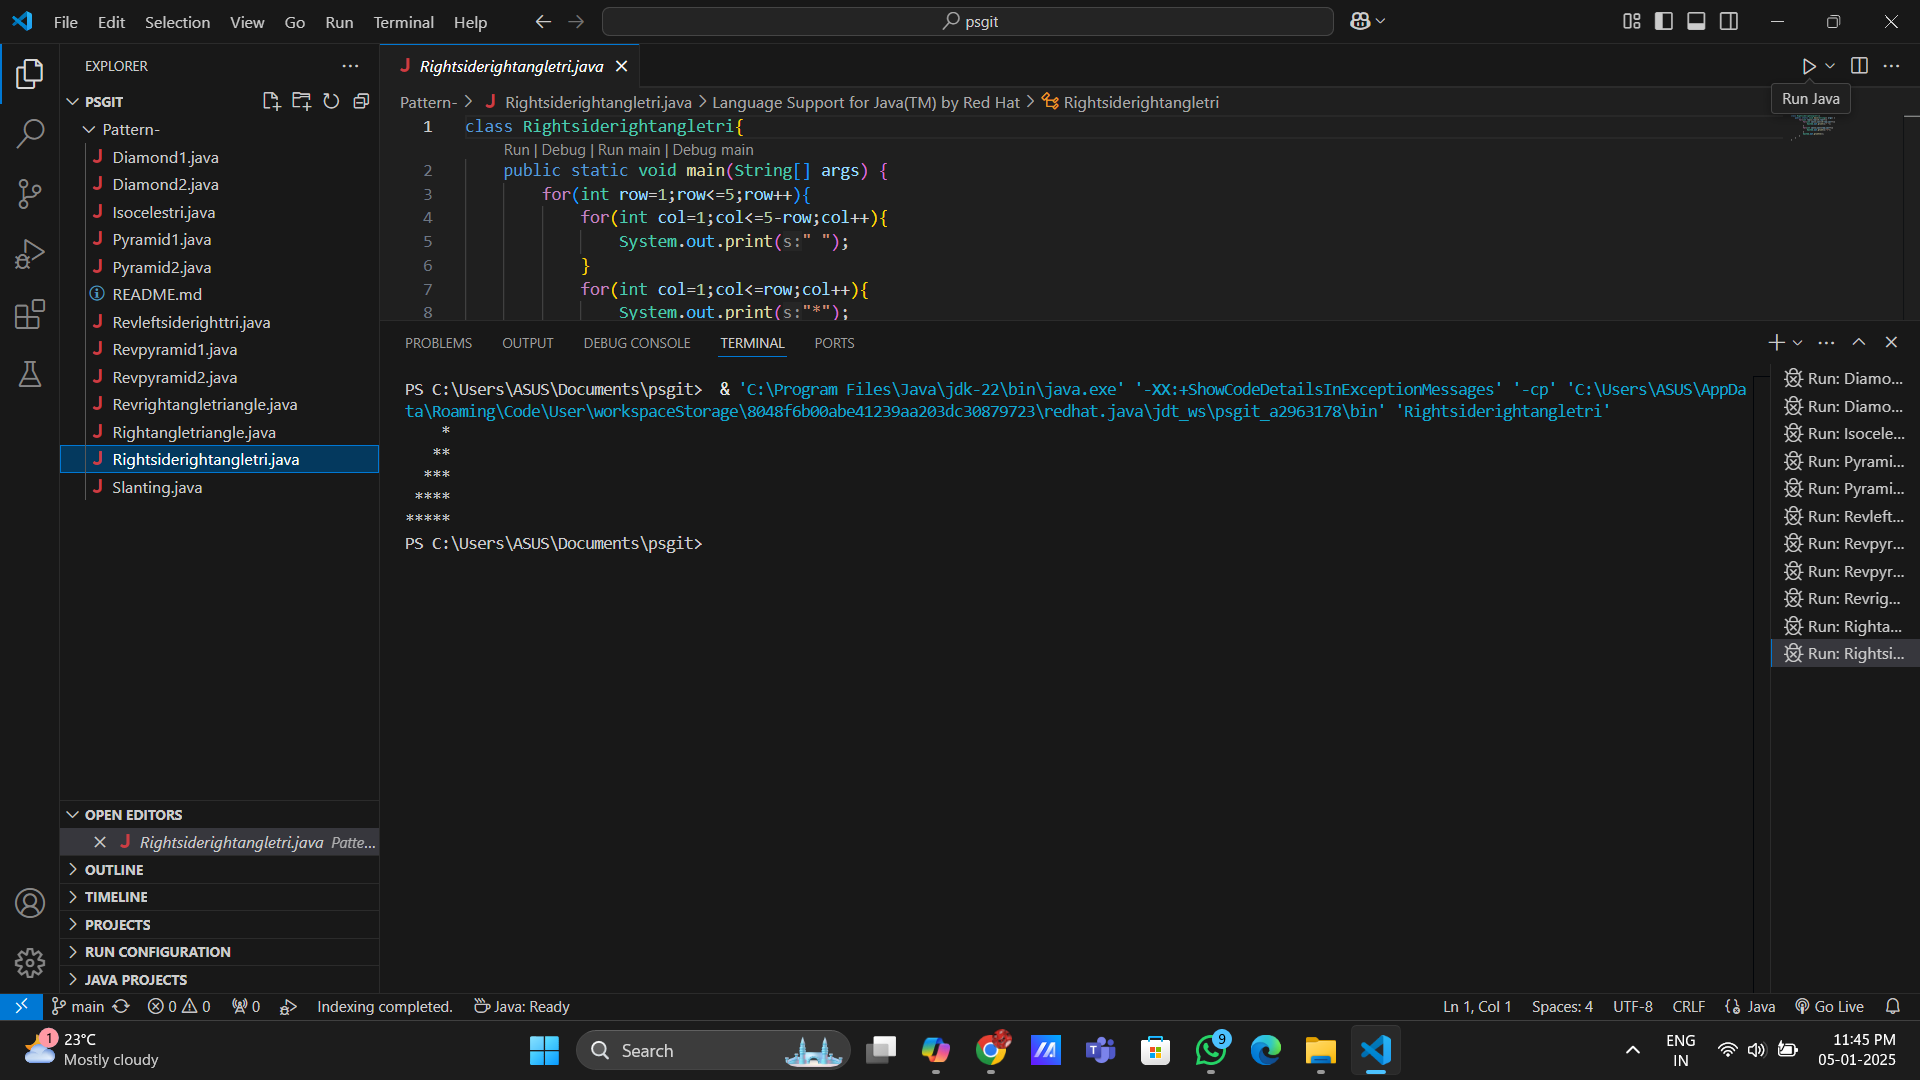 File Edit Selection View Go Run Terminal Help
psgit
EXPLORER
PSGIT
Pattern-
Diamond1.java
Diamond2.java
Isocelestri.java
Pyramid1.java
Pyramid2.java
README.md
Revleftsiderighttri.java
Revpyramid1.java
Revpyramid2.java
Revrightangletriangle.java
Rightangletriangle.java
Rightsiderightangletri.java
Slanting.java
OPEN EDITORS
Rightsiderightangletri.java Patte...
OUTLINE
TIMELINE
PROJECTS
RUN CONFIGURATION
JAVA PROJECTS
Rightsiderightangletri.java
Run Java
Pattern- > Rightsiderightangletri.java > Language Support for Java(TM) by Red Hat > Rightsiderightangletri
1 class Rightsiderightangletri{
Run | Debug | Run main | Debug main
2 public static void main(String[] args) {
3 for(int row=1;row<=5;row++){
4 for(int col=1;col<=5-row;col++){
5 System.out.print(s:" ");
6 }
7 for(int col=1;col<=row;col++){
8 System.out.print(s:"*");
PROBLEMS OUTPUT DEBUG CONSOLE TERMINAL PORTS
PS C:\Users\ASUS\Documents\psgit> & 'C:\Program Files\Java\jdk-22\bin\java.exe' '-XX:+ShowCodeDetailsInExceptionMessages' '-cp' 'C:\Users\ASUS\AppDa
ta\Roaming\Code\User\workspaceStorage\8048f6b00abe41239aa203dc30879723\redhat.java\jdt_ws\psgit_a2963178\bin' 'Rightsiderightangletri'
    *
   **
  ***
 ****
*****
PS C:\Users\ASUS\Documents\psgit>
Run: Diamo...
Run: Diamo...
Run: Isocele...
Run: Pyrami...
Run: Pyrami...
Run: Revleft...
Run: Revpyr...
Run: Revpyr...
Run: Revrig...
Run: Righta...
Run: Rightsi...
main 0 0 0 Indexing completed. Java: Ready Ln 1, Col 1 Spaces: 4 UTF-8 CRLF Java Go Live
1
23°C
Mostly cloudy
Search
9
ENG
IN
11:45 PM
05-01-2025